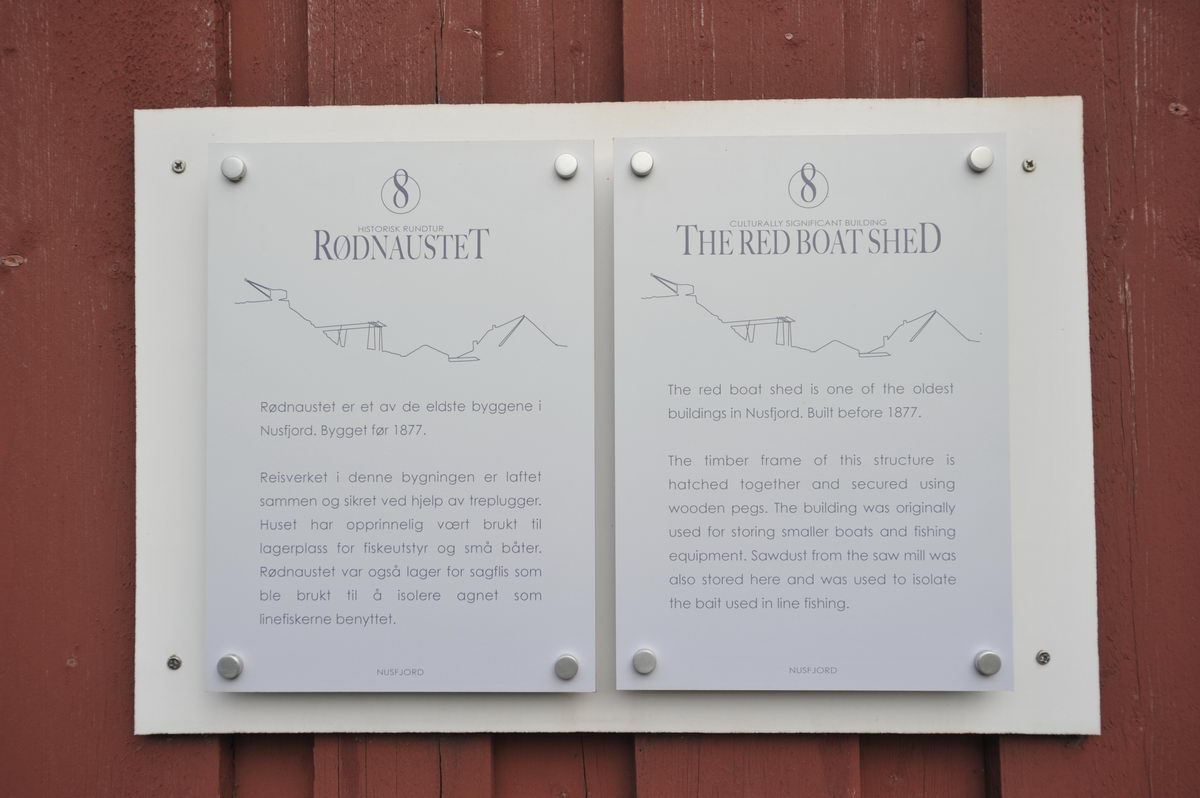 8
HISTORISK RUNDTUR
RØDNAUSTET
Rødnaustet er et av de eldste byggene i
Nusfjord. Bygget før 1877.
Reisverket i denne bygningen er laftet
sammen og sikret ved hjelp av treplugger.
Huset har opprinnelig vært brukt til
lagerplass for fiskeutstyr og små båter.
Rødnaustet var også lager for sagflis som
ble brukt til å isolere agnet som
linefiskerne benyttet.
NUSFJORD
8
CULTURALLY SIGNIFICANT BUILDING
THE RED BOAT SHED
The red boat shed is one of the oldest
buildings in Nusfjord. Built before 1877.
The timber frame of this structure is
hatched together and secured using
wooden pegs. The building was originally
used for storing smaller boats and fishing
equipment. Sawdust from the saw mill was
also stored here and was used to isolate
the bait used in line fishing.
NUSFJORD